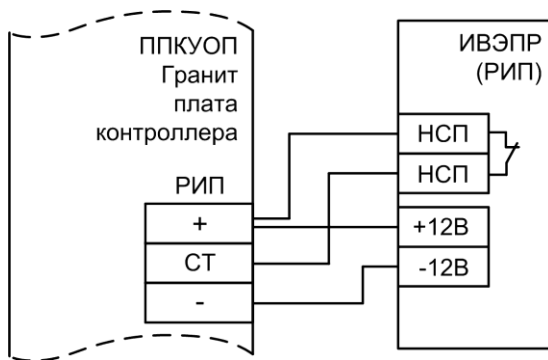 ППКУОП
Гранит
плата
контроллера
РИП
+
СТ
-
ИВЭПР
(РИП)
НСП
НСП
+12В
-12В